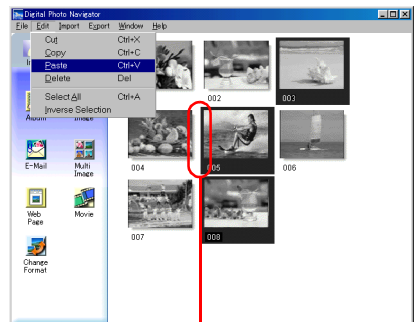 Digital Photo Navigator
File Edit Import Export Window Help
Cut Ctrl+X
Copy Ctrl+C
Paste Ctrl+V
Delete Del
Select All Ctrl+A
Inverse Selection
002
003
Album
Image
004
005
006
E-Mail
Multi Image
Web Page
Movie
007
008
Change Format